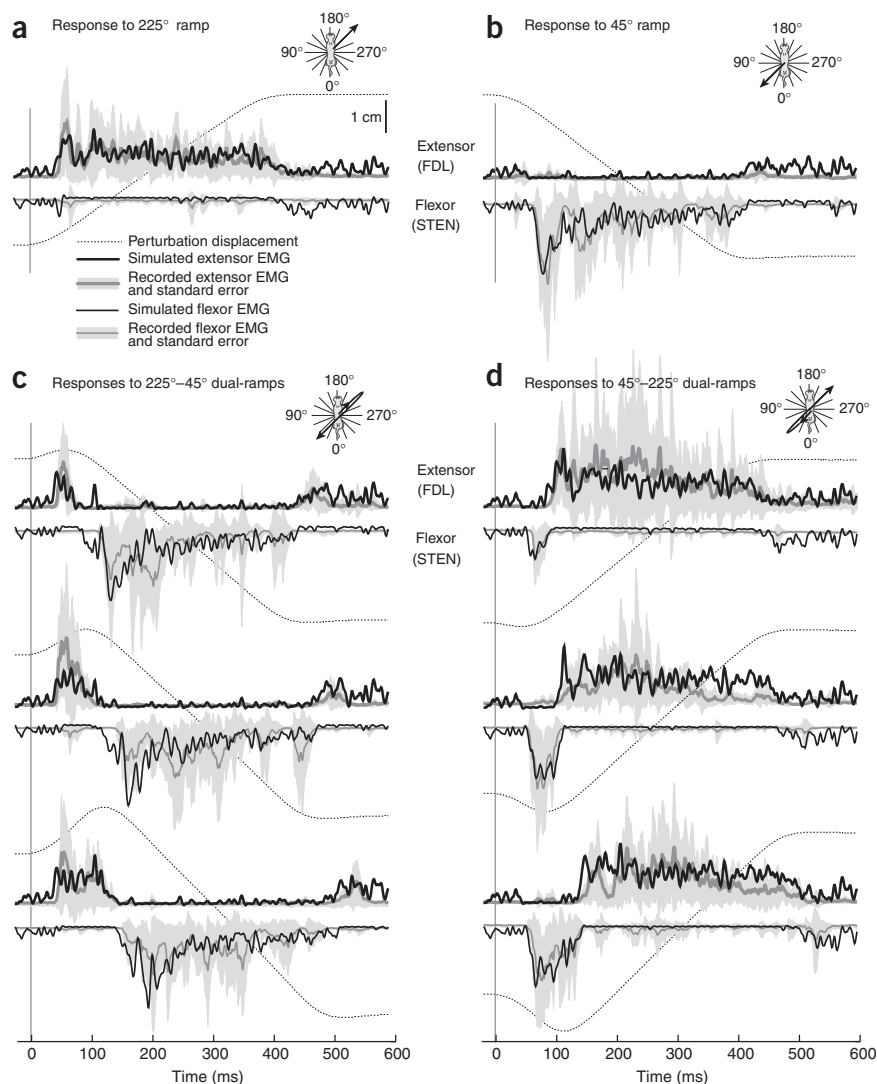 a Response to 225° ramp
180°
90° 270°
0°
1 cm
b Response to 45° ramp
180°
90° 270°
0°
Extensor
(FDL)
Flexor
(STEN)
Perturbation displacement
Simulated extensor EMG
Recorded extensor EMG
and standard error
Simulated flexor EMG
Recorded flexor EMG
and standard error
c Responses to 225°–45° dual-ramps
180°
90° 270°
0°
d Responses to 45°–225° dual-ramps
180°
90° 270°
0°
Extensor
(FDL)
Flexor
(STEN)
0 100 200 300 400 500 600
Time (ms)
0 100 200 300 400 500 600
Time (ms)